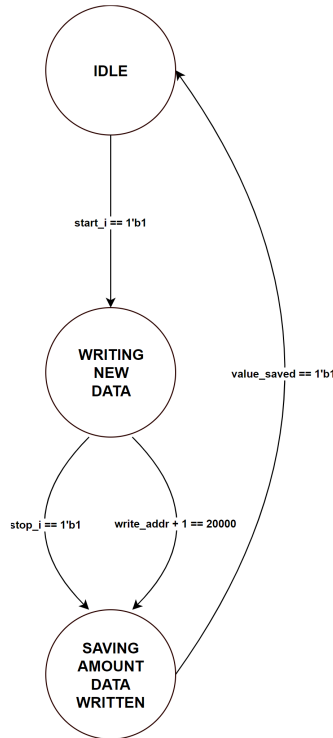 IDLE
start_i == 1'b1
WRITING
NEW
DATA
value_saved == 1'b1
stop_i == 1'b1
write_addr + 1 == 20000
SAVING
AMOUNT
DATA
WRITTEN